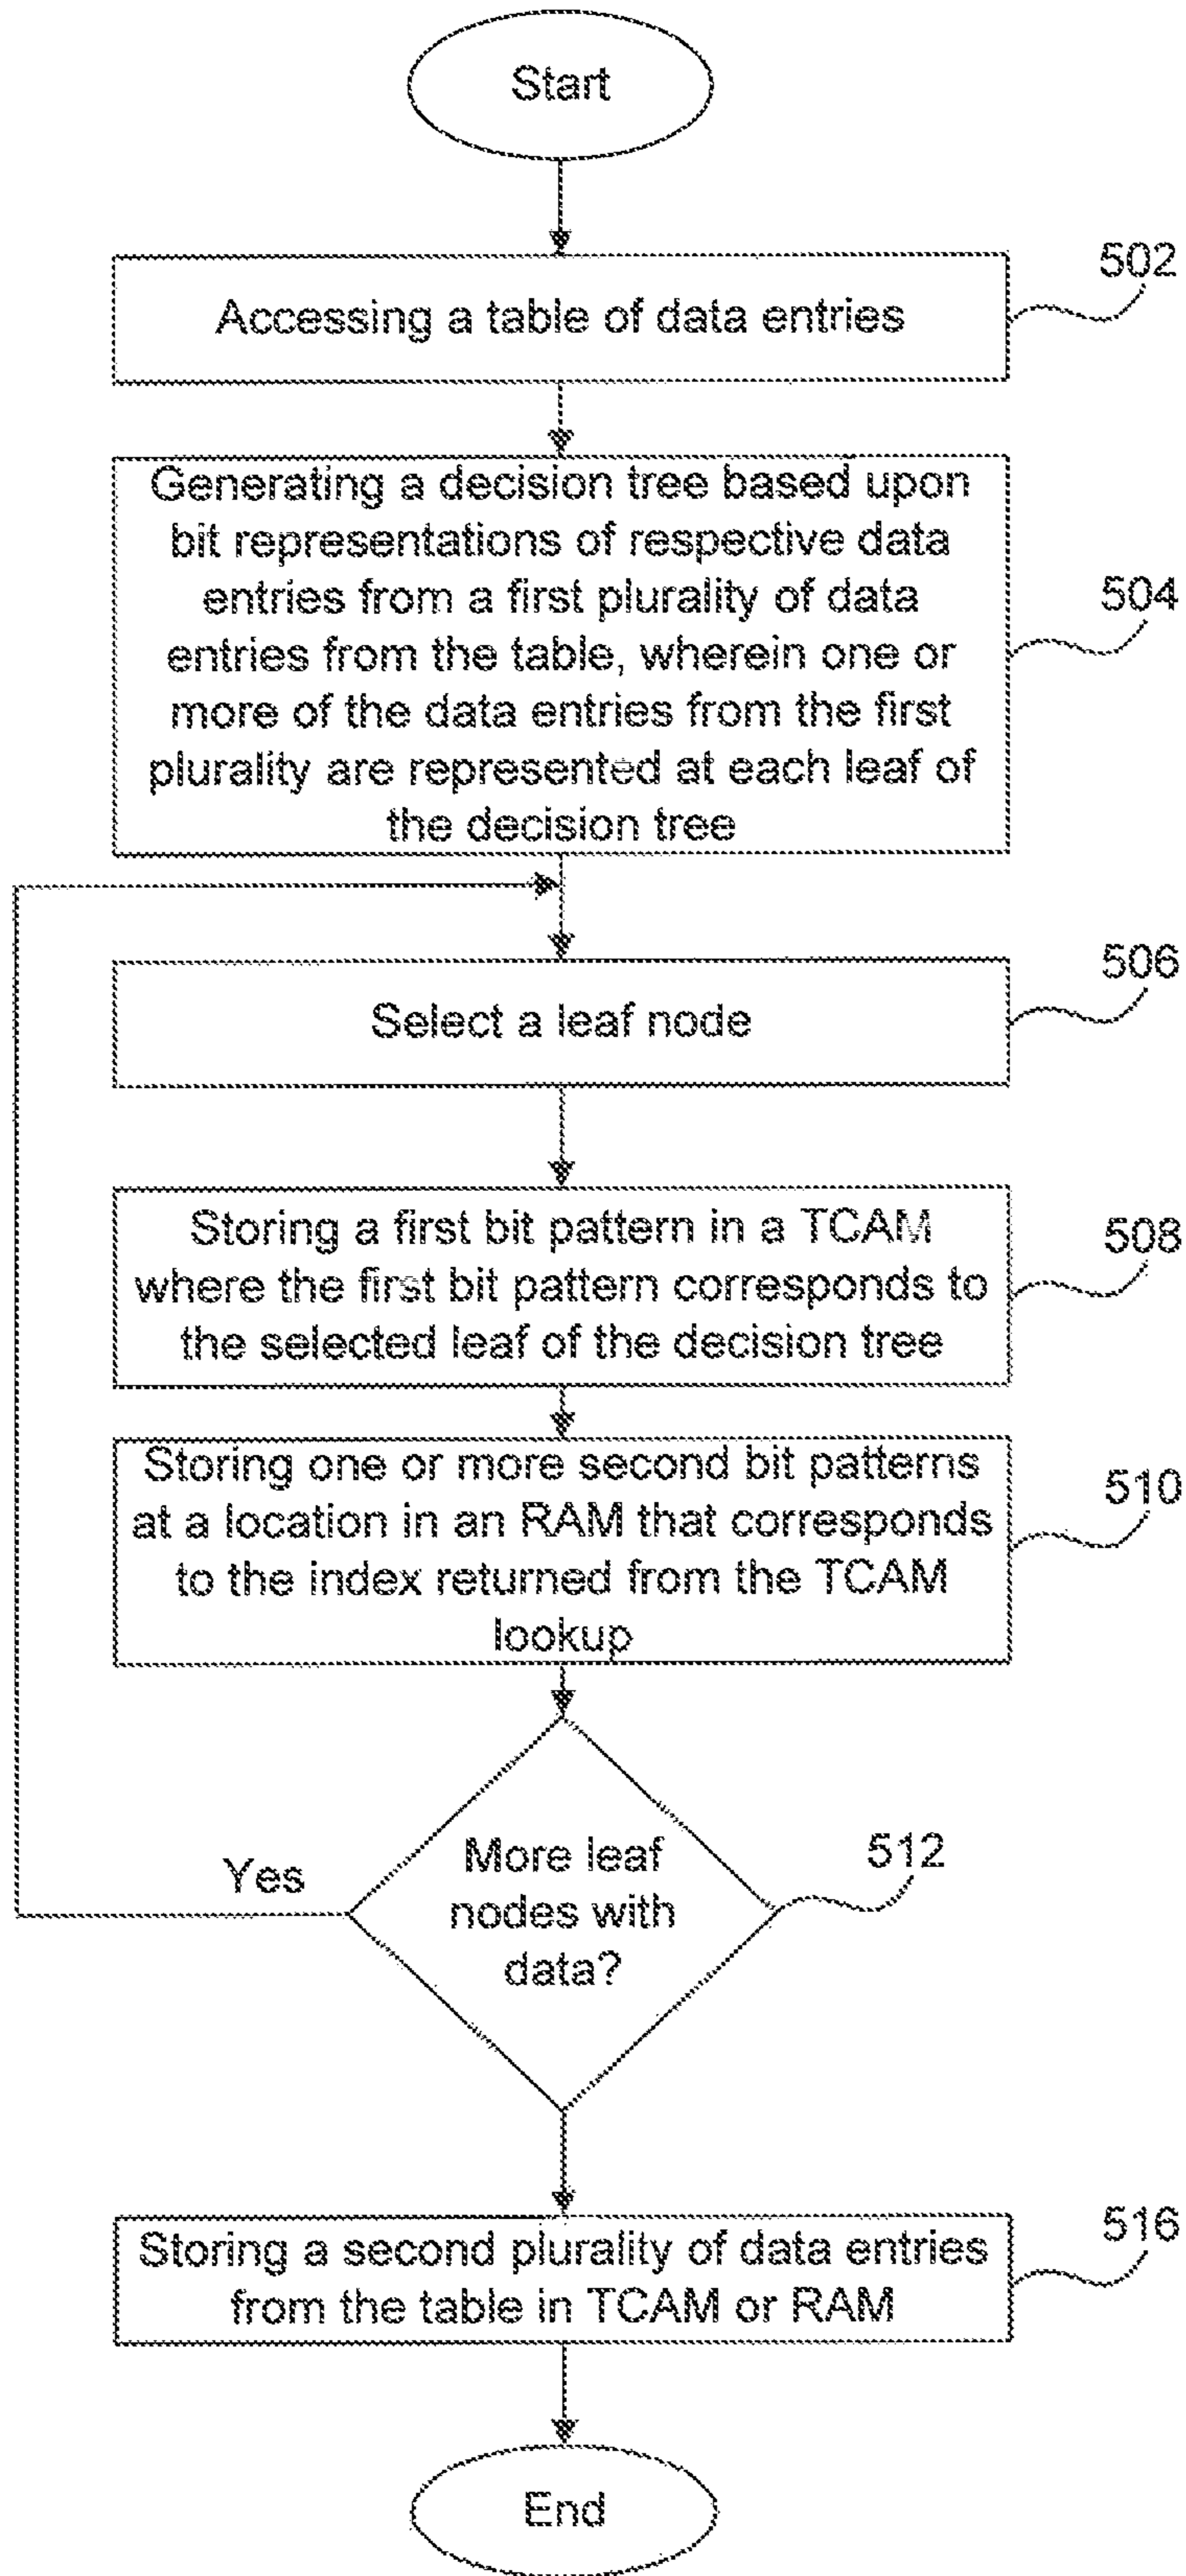 Start
502
Accessing a table of data entries
Generating a decision tree based upon
bit representations of respective data
entries from a first plurality of data
504
entries from the table, wherein one or
more of the data entries from the first
plurality are represented at each leaf of
the decision tree
506
Select a leaf node
Storing a first bit pattern in a TCAM
508
where the first bit pattern corresponds to
the selected leaf of the decision tree
Storing one or more second bit patterns
510
at a location in an RAM that corresponds
to the index returned from the TCAM
lookup
512
Yes
More leaf
nodes with
data?
516
Storing a second plurality of data entries
from the table in TCAM or RAM
End